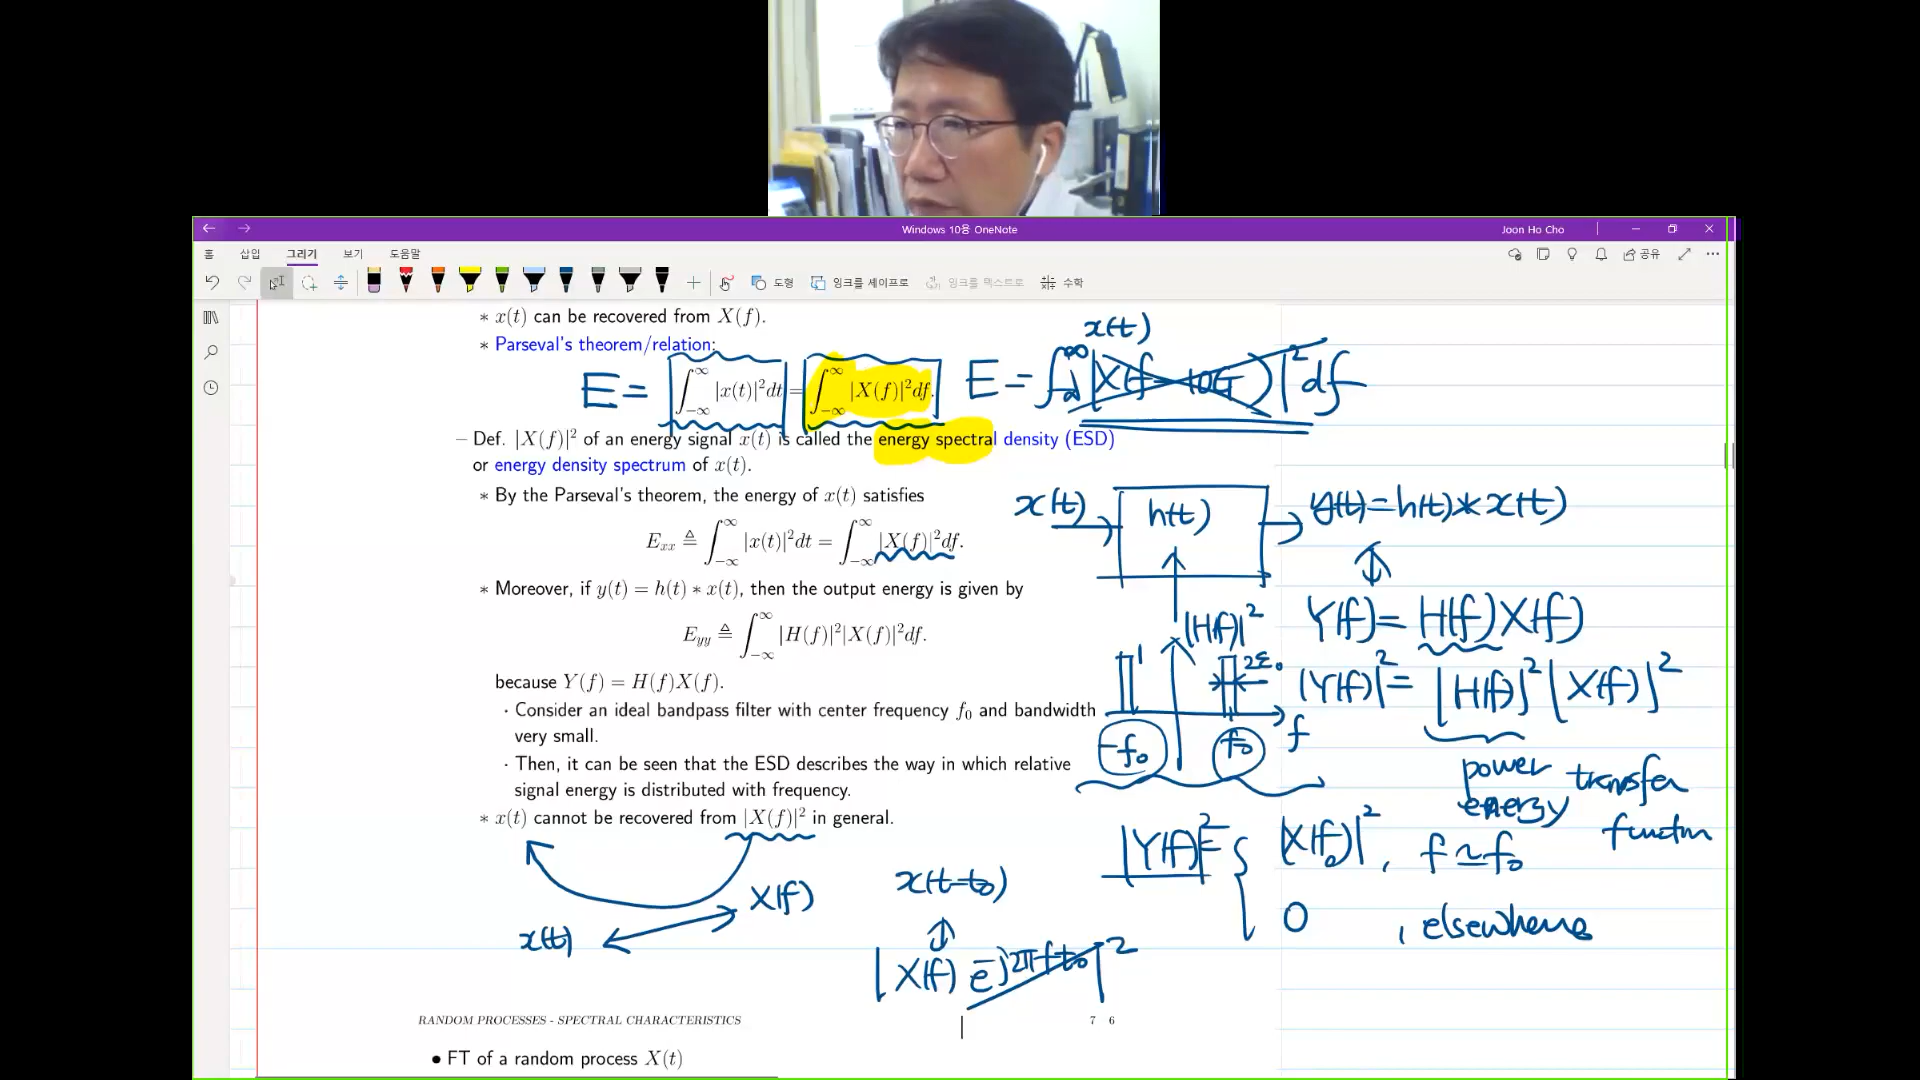 Windows 10용 OneNote
Joon Ho Cho
홈 삽입 그리기 보기 도움말
공유
도형 잉크를 셰이프로 잉크를 텍스트로 수학
∗ x(t) can be recovered from X(f).
∗ Parseval's theorem/relation:
x(t)
E = ∫_{-∞}^{∞} |x(t)|²dt = ∫_{-∞}^{∞} |X(f)|²df.
– Def. |X(f)|² of an energy signal x(t) is called the energy spectral density (ESD)
or energy density spectrum of x(t).
∗ By the Parseval's theorem, the energy of x(t) satisfies
E_{xx} ≜ ∫_{-∞}^{∞} |x(t)|²dt = ∫_{-∞}^{∞} |X(f)|²df.
x(t) h(t) y(t) = h(t) ∗ x(t)
∗ Moreover, if y(t) = h(t) ∗ x(t), then the output energy is given by
E_{yy} ≜ ∫_{-∞}^{∞} |H(f)|²|X(f)|²df.
because Y(f) = H(f)X(f).
· Consider an ideal bandpass filter with center frequency f₀ and bandwidth
very small.
· Then, it can be seen that the ESD describes the way in which relative
signal energy is distributed with frequency.
∗ x(t) cannot be recovered from |X(f)|² in general.
Y(f) = H(f)X(f)
|H(f)|²
1 2ε₀
-f₀ f₀ f
|Y(f)|² = |H(f)|² |X(f)|²
power transfer
energy function
|Y(f)|² = { |X(f₀)|², f ≃ f₀
0 , elsewhere
X(f)
x(t)
x(t-t₀)
|X(f) e^{-j2πft₀}|²
RANDOM PROCESSES - SPECTRAL CHARACTERISTICS 7 6
• FT of a random process X(t)